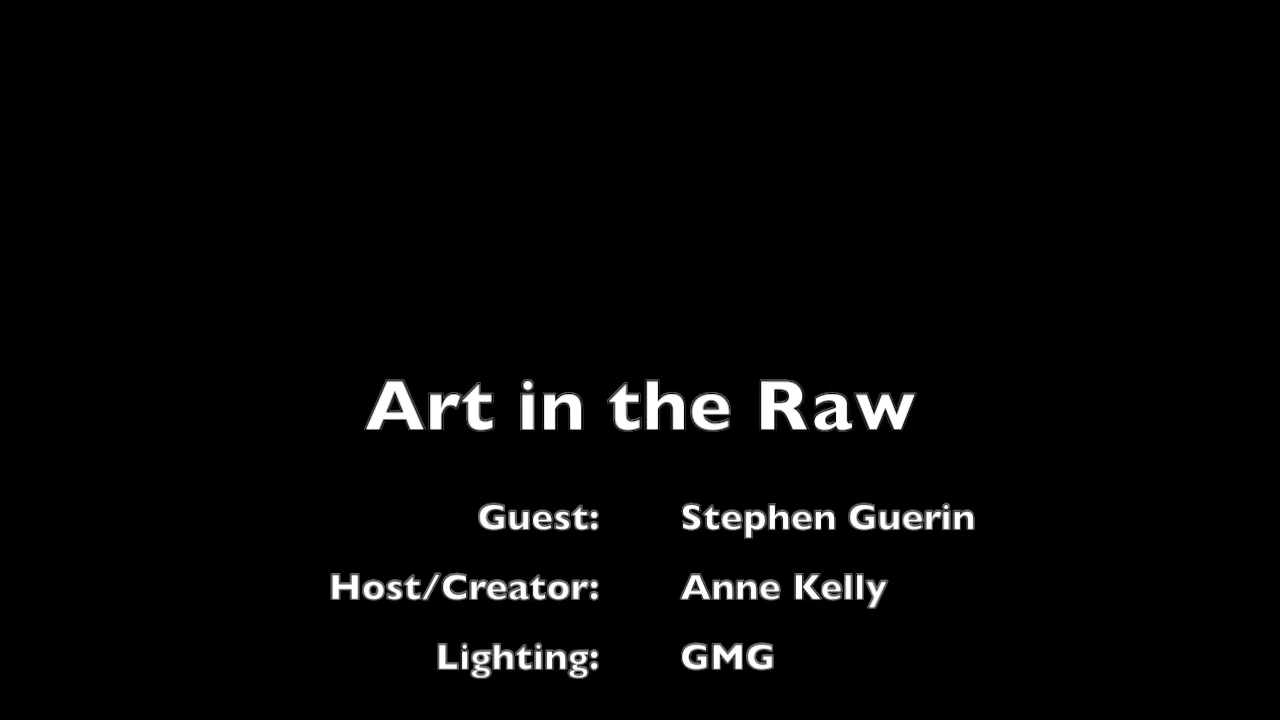 Art in the Raw
Guest: Stephen Guerin
Host/Creator: Anne Kelly
Lighting: GMG